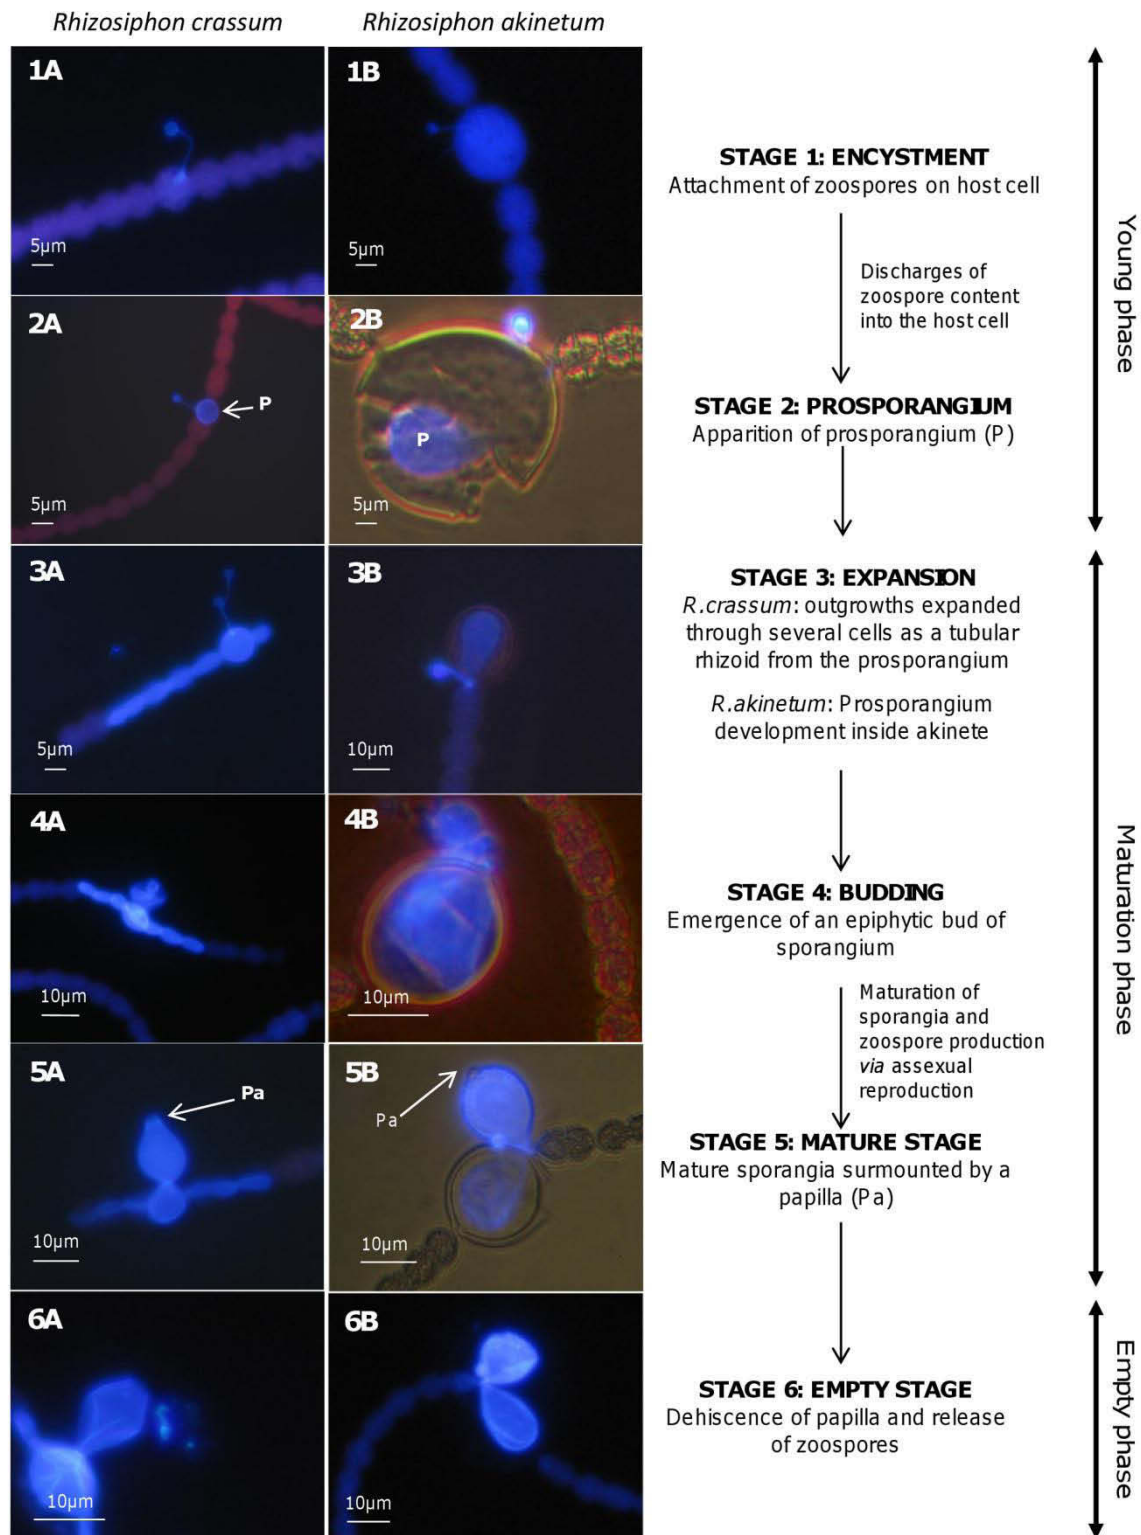 Rhizosiphon crassum
Rhizosiphon akinetum
1A
5µm
1B
5µm
STAGE 1: ENCYSTMENT
Attachment of zoospores on host cell
Discharges of
zoospore content
into the host cell
2A
P
5µm
2B
P
5µm
STAGE 2: PROSPORANGIUM
Apparition of prosporangium (P)
Young phase
3A
5µm
3B
10µm
STAGE 3: EXPANSION
R.crassum: outgrowths expanded
through several cells as a tubular
rhizoid from the prosporangium
R.akinetum: Prosporangium
development inside akinete
4A
10µm
4B
10µm
STAGE 4: BUDDING
Emergence of an epiphytic bud of
sporangium
Maturation of
sporangia and
zoospore production
via assexual
reproduction
5A
Pa
10µm
5B
Pa
10µm
STAGE 5: MATURE STAGE
Mature sporangia surmounted by a
papilla (Pa)
Maturation phase
6A
10µm
6B
10µm
STAGE 6: EMPTY STAGE
Dehiscence of papilla and release
of zoospores
Empty phase